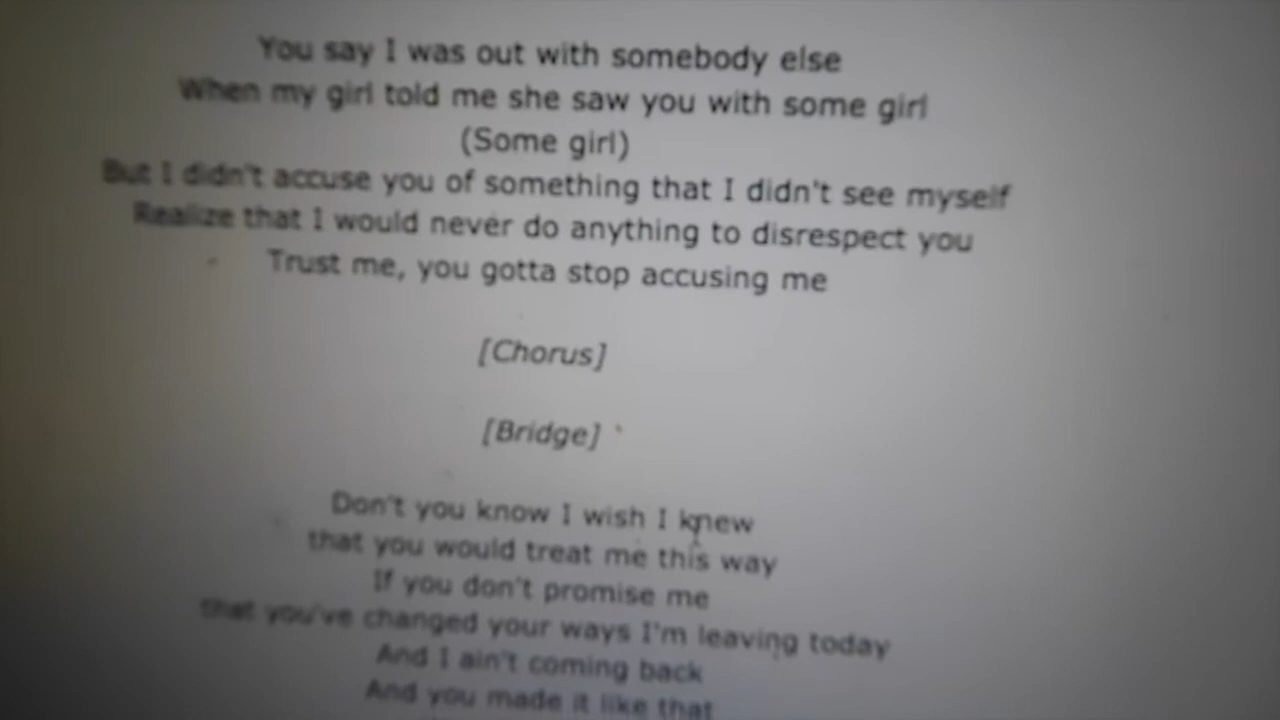 You say I was out with somebody else
When my girl told me she saw you with some girl
(Some girl)
But I didn't accuse you of something that I didn't see myself
Realize that I would never do anything to disrespect you
Trust me, you gotta stop accusing me
[Chorus]
[Bridge]
Don't you know I wish I knew
that you would treat me this way
If you don't promise me
that you've changed your ways I'm leaving today
And I ain't coming back
And you made it like that